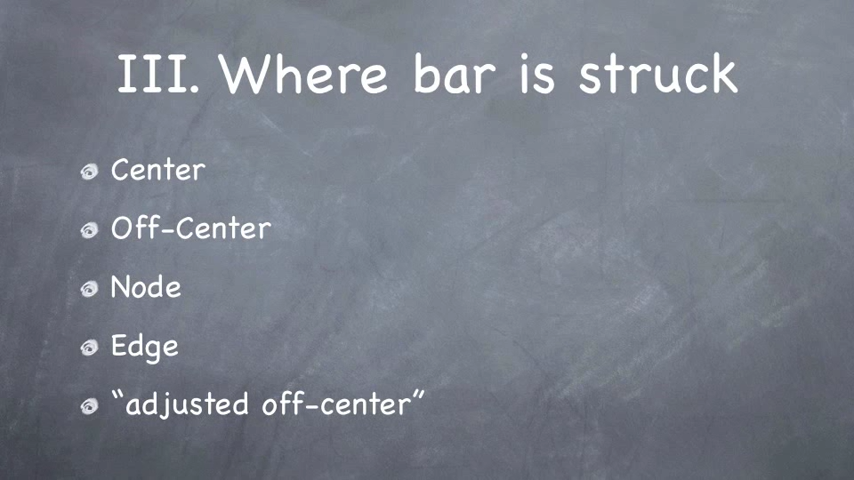 III. Where bar is struck
Center
Off-Center
Node
Edge
“adjusted off-center”